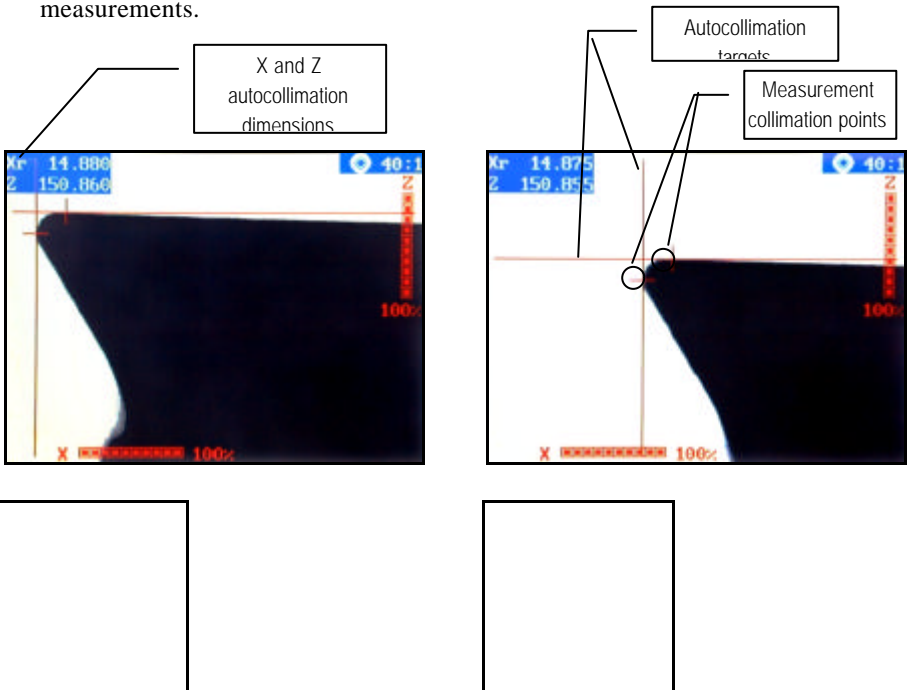 measurements.
X and Z
autocollimation
dimensions
Autocollimation
targets
Measurement
collimation points
Xr 14.880
Z 150.860
40:1
Z
100%
X 100%
Xr 14.875
Z 150.855
40:1
Z
100%
X 100%